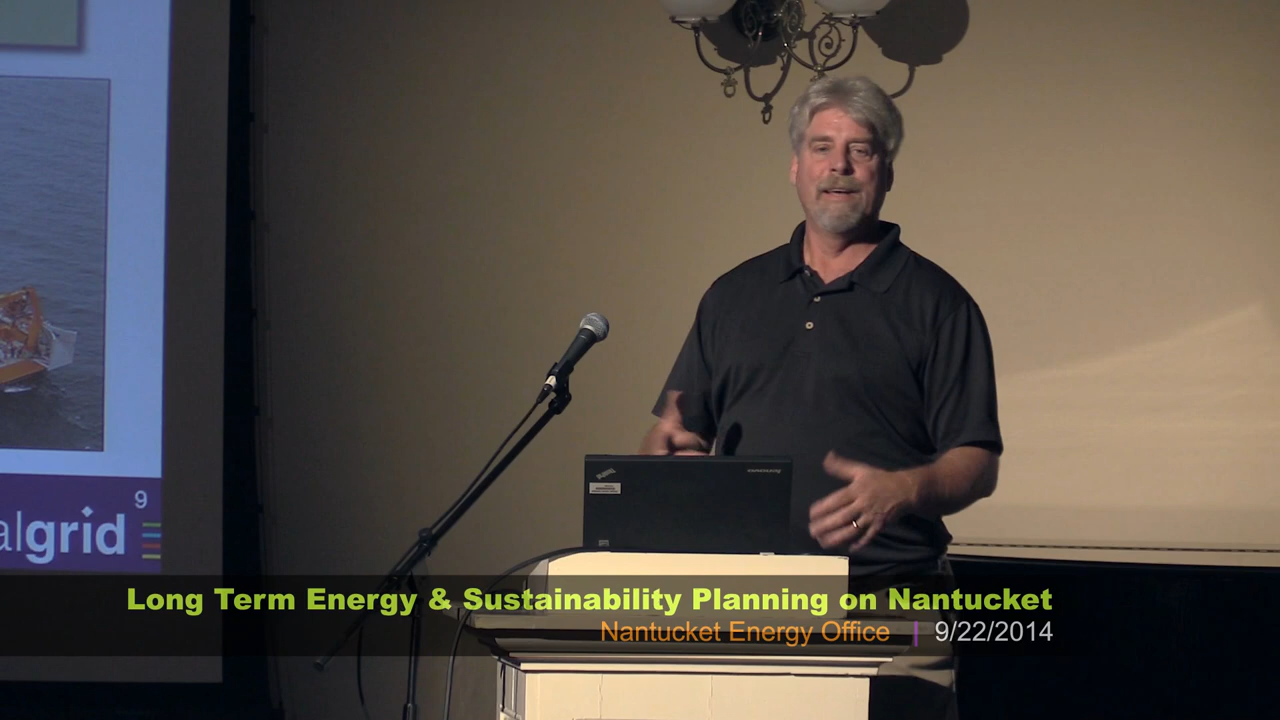 9
algrid
Long Term Energy & Sustainability Planning on Nantucket
Nantucket Energy Office | 9/22/2014